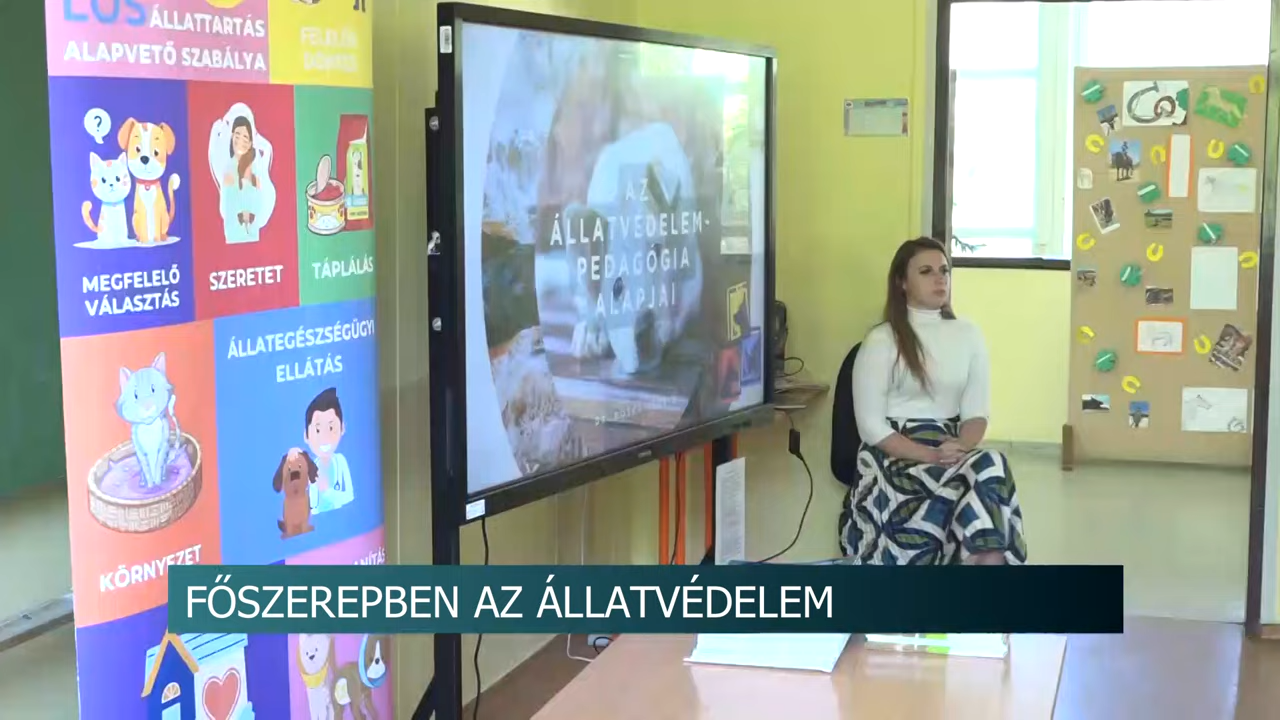 ÁLLATTARTÁS
ALAPVETŐ SZABÁLYA
MEGFELELŐ
VÁLASZTÁS
SZERETET
TÁPLÁLÁS
KÖRNYEZET
ÁLLATEGÉSZSÉGÜGYI
ELLÁTÁS
AZ
ÁLLATVÉDELEM-
PEDAGÓGIA
ALAPJAI
FŐSZEREPBEN AZ ÁLLATVÉDELEM